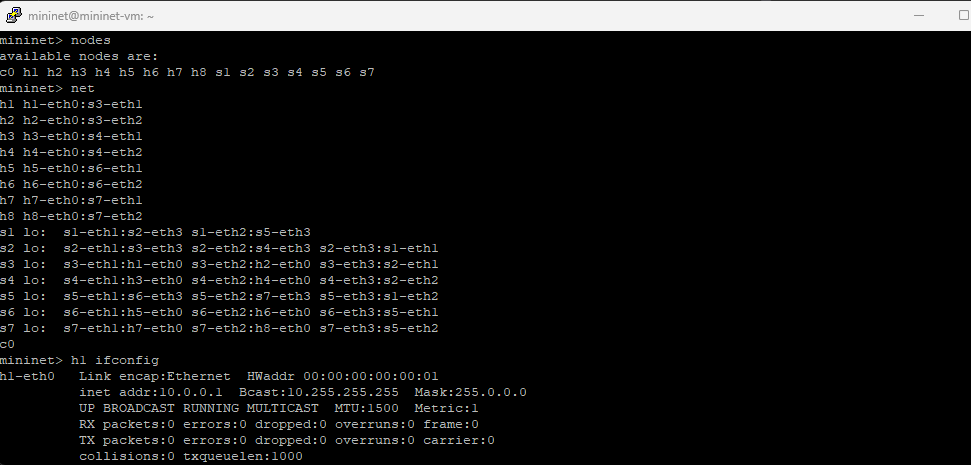 mininet@mininet-vm: ~
mininet> nodes
available nodes are:
c0 h1 h2 h3 h4 h5 h6 h7 h8 s1 s2 s3 s4 s5 s6 s7
mininet> net
h1 h1-eth0:s3-eth1
h2 h2-eth0:s3-eth2
h3 h3-eth0:s4-eth1
h4 h4-eth0:s4-eth2
h5 h5-eth0:s6-eth1
h6 h6-eth0:s6-eth2
h7 h7-eth0:s7-eth1
h8 h8-eth0:s7-eth2
s1 lo:  s1-eth1:s2-eth3 s1-eth2:s5-eth3
s2 lo:  s2-eth1:s3-eth3 s2-eth2:s4-eth3 s2-eth3:s1-eth1
s3 lo:  s3-eth1:h1-eth0 s3-eth2:h2-eth0 s3-eth3:s2-eth1
s4 lo:  s4-eth1:h3-eth0 s4-eth2:h4-eth0 s4-eth3:s2-eth2
s5 lo:  s5-eth1:s6-eth3 s5-eth2:s7-eth3 s5-eth3:s1-eth2
s6 lo:  s6-eth1:h5-eth0 s6-eth2:h6-eth0 s6-eth3:s5-eth1
s7 lo:  s7-eth1:h7-eth0 s7-eth2:h8-eth0 s7-eth3:s5-eth2
c0
mininet> h1 ifconfig
h1-eth0   Link encap:Ethernet  HWaddr 00:00:00:00:00:01
          inet addr:10.0.0.1  Bcast:10.255.255.255  Mask:255.0.0.0
          UP BROADCAST RUNNING MULTICAST  MTU:1500  Metric:1
          RX packets:0 errors:0 dropped:0 overruns:0 frame:0
          TX packets:0 errors:0 dropped:0 overruns:0 carrier:0
          collisions:0 txqueuelen:1000